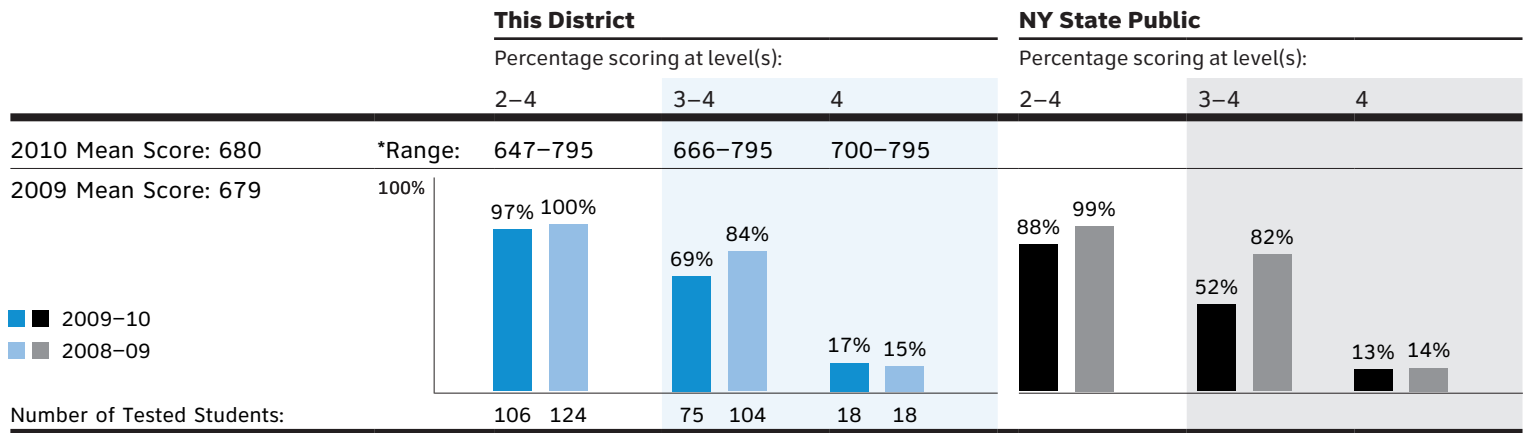 This District NY State Public
Percentage scoring at level(s): Percentage scoring at level(s):
2–4 3–4 4 2–4 3–4 4
2010 Mean Score: 680 *Range: 647–795 666–795 700–795
2009 Mean Score: 679 100%
97% 100% 69% 84% 17% 15% 88% 99% 52% 82% 13% 14%
2009–10
2008–09
Number of Tested Students: 106 124 75 104 18 18